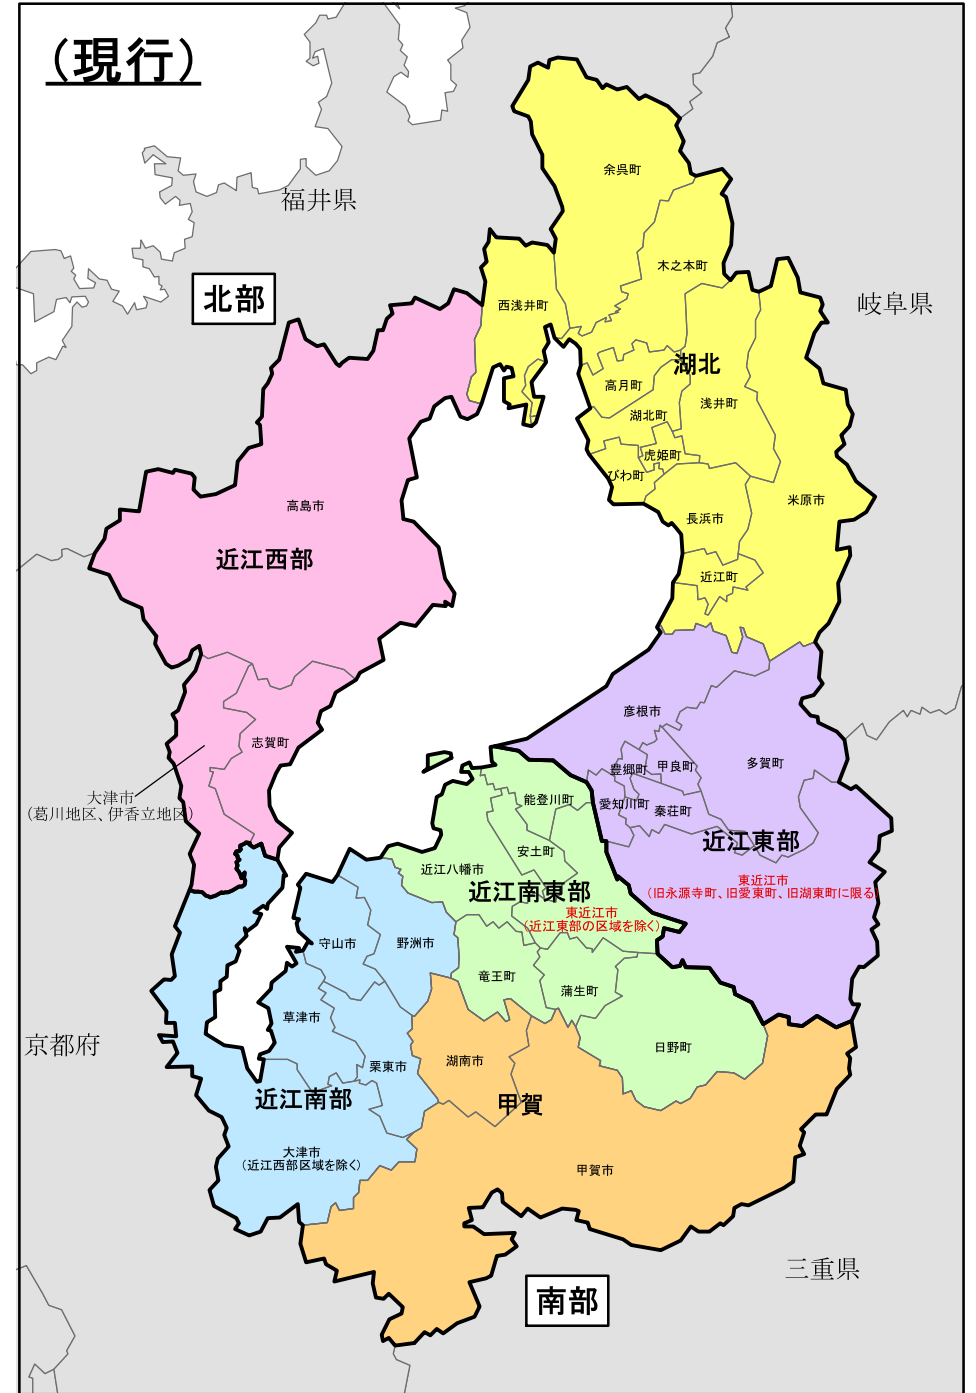 （現行）
福井県
余呉町
木之本町
北部
西浅井町
岐阜県
湖北
高月町
浅井町
湖北町
虎姫町
びわ町
米原市
高島市
長浜市
近江西部
近江町
彦根市
志賀町
多賀町
豊郷町
甲良町
大津市
（葛川地区、伊香立地区）
能登川町
愛知川町
秦荘町
近江東部
安土町
近江八幡市
東近江市
（旧永源寺町、旧愛東町、旧湖東町に限る）
近江南東部
東近江市
（近江東部の区域を除く）
守山市
野洲市
竜王町
蒲生町
草津市
京都府
日野町
湖南市
栗東市
近江南部
甲賀
大津市
（近江西部区域を除く）
甲賀市
三重県
南部